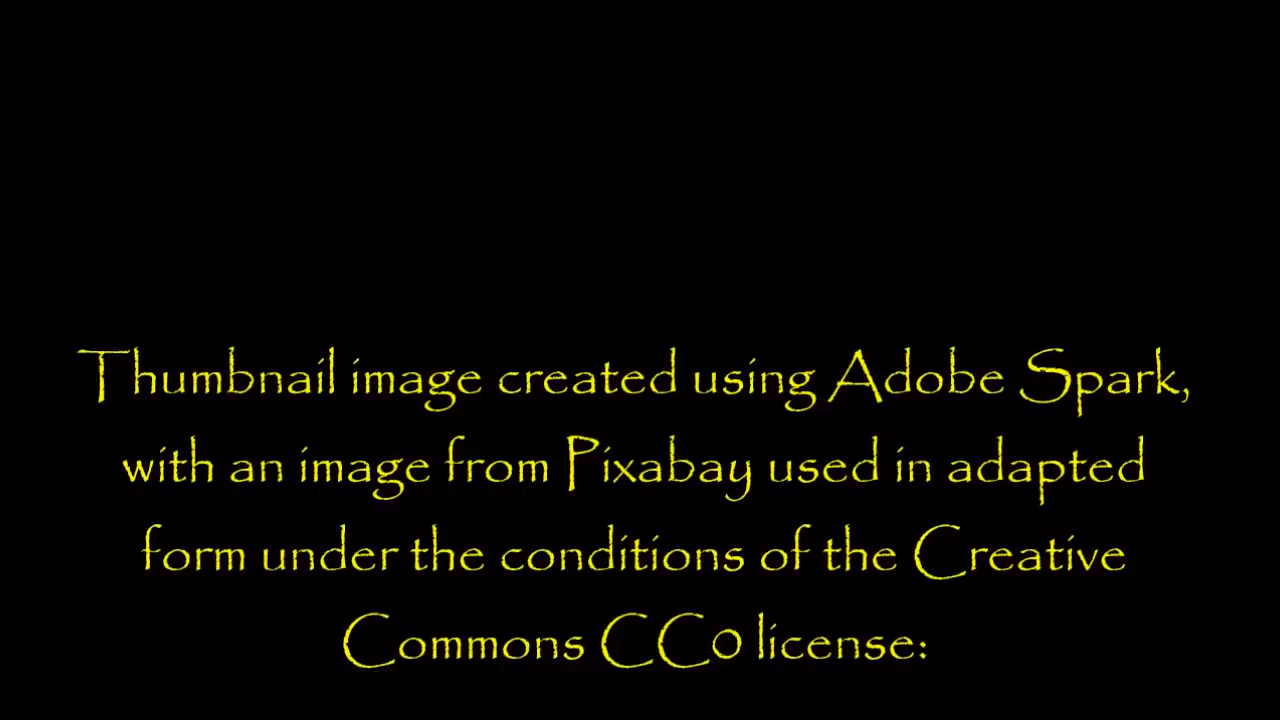 Thumbnail image created using Adobe Spark,
with an image from Pixabay used in adapted
form under the conditions of the Creative
Commons CC0 license: